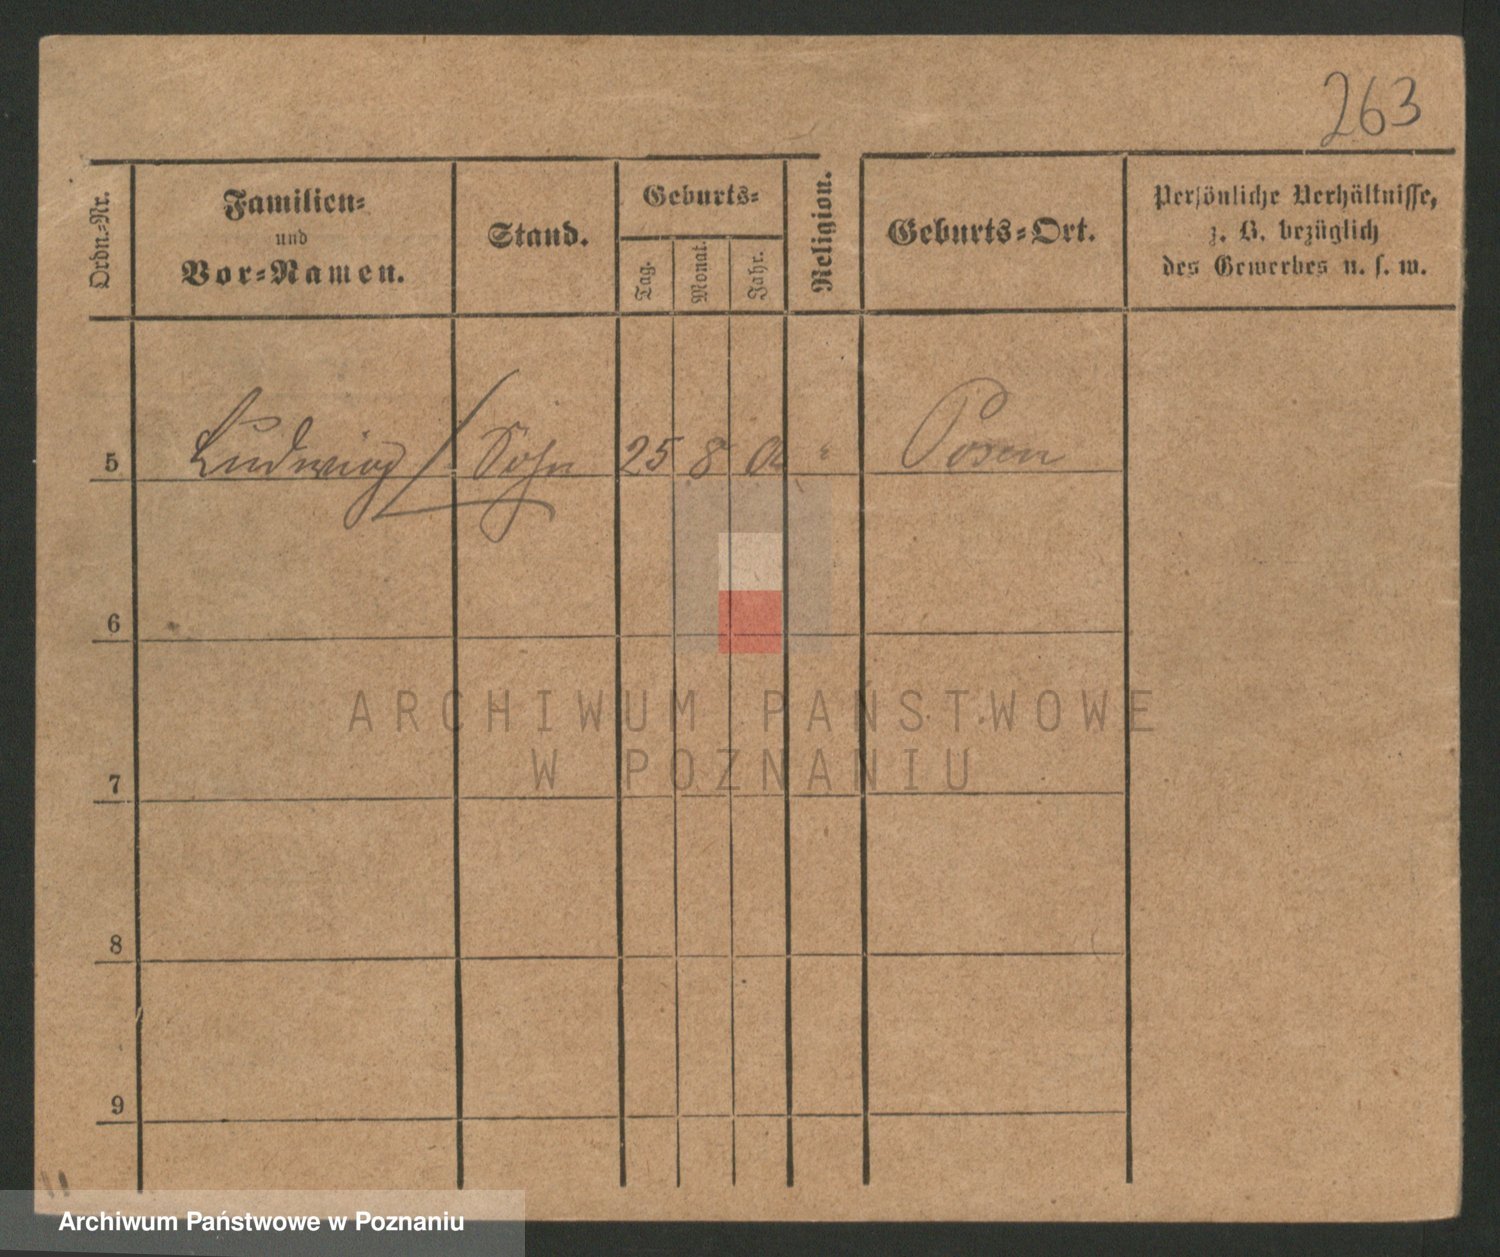 263
Ordn.-Nr.
Familien-
und
Vor-Namen.
Stand.
Geburts-
Tag.
Monat.
Jahr.
Religion.
Geburts-Ort.
Persönliche Verhältnisse,
z. B. bezüglich
des Gewerbes u. s. w.
5 Ludwig Sohn 25 8 " Posen
6
7
8
9
ARCHIWUM PAŃSTWOWE
W POZNANIU
Archiwum Państwowe w Poznaniu